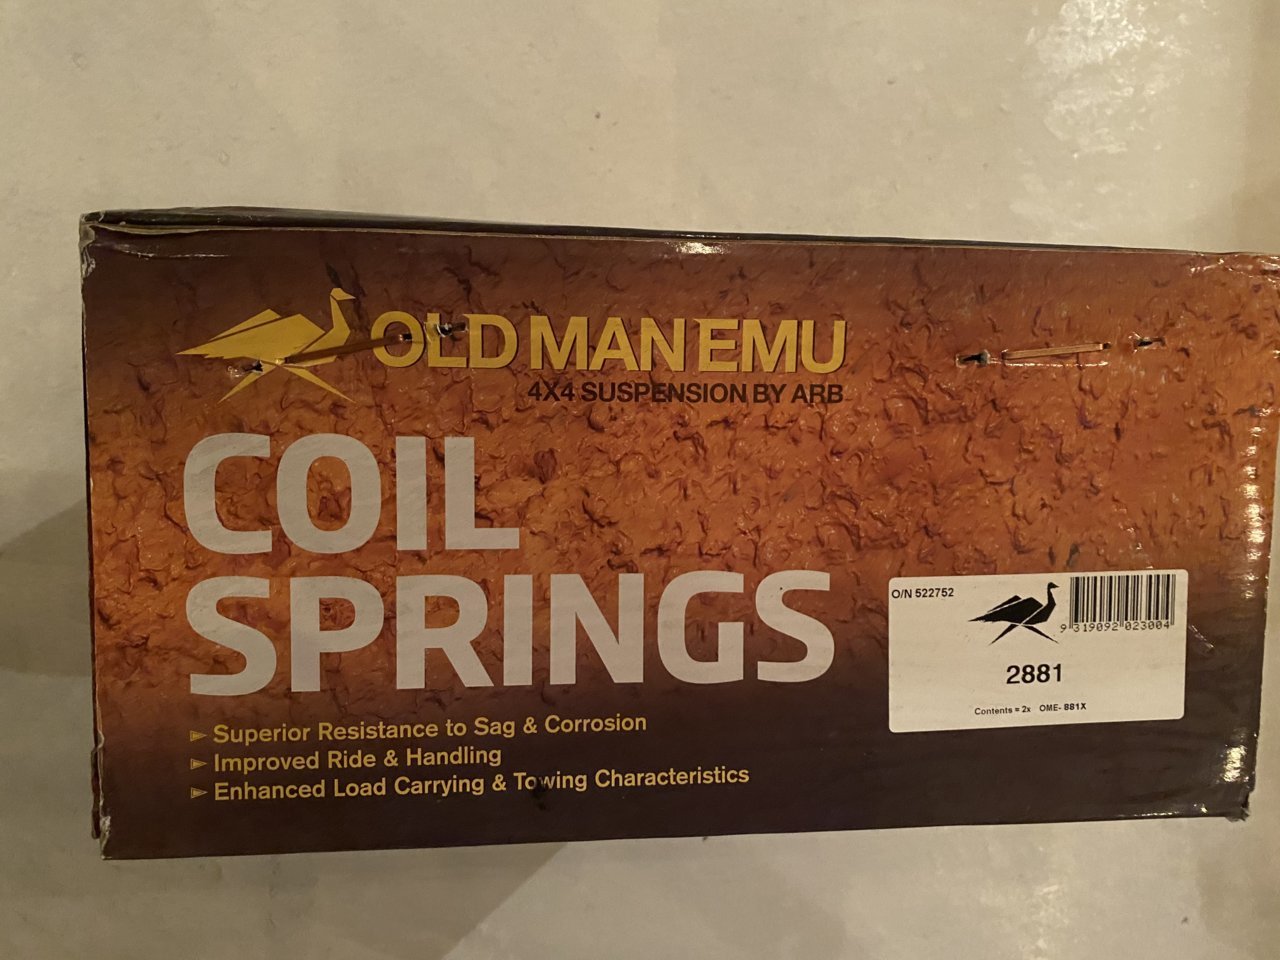 OLD MAN EMU
4X4 SUSPENSION BY ARB
COIL
SPRINGS
► Superior Resistance to Sag & Corrosion
► Improved Ride & Handling
► Enhanced Load Carrying & Towing Characteristics
O/N 522752
9 319092 023004
2881
Contents = 2x OME- 881X